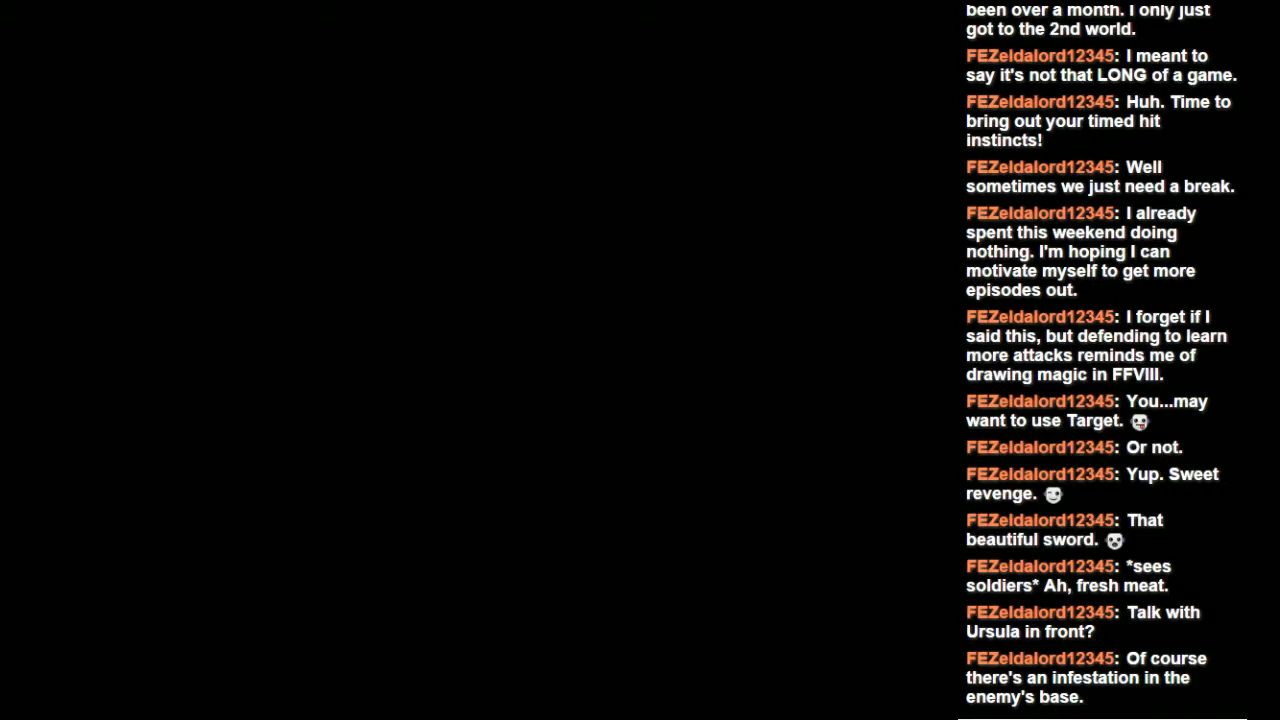 been over a month. I only just
got to the 2nd world.
FEZeldalord12345: I meant to
say it's not that LONG of a game.
FEZeldalord12345: Huh. Time to
bring out your timed hit
instincts!
FEZeldalord12345: Well
sometimes we just need a break.
FEZeldalord12345: I already
spent this weekend doing
nothing. I'm hoping I can
motivate myself to get more
episodes out.
FEZeldalord12345: I forget if I
said this, but defending to learn
more attacks reminds me of
drawing magic in FFVIII.
FEZeldalord12345: You...may
want to use Target.
FEZeldalord12345: Or not.
FEZeldalord12345: Yup. Sweet
revenge.
FEZeldalord12345: That
beautiful sword.
FEZeldalord12345: *sees
soldiers* Ah, fresh meat.
FEZeldalord12345: Talk with
Ursula in front?
FEZeldalord12345: Of course
there's an infestation in the
enemy's base.